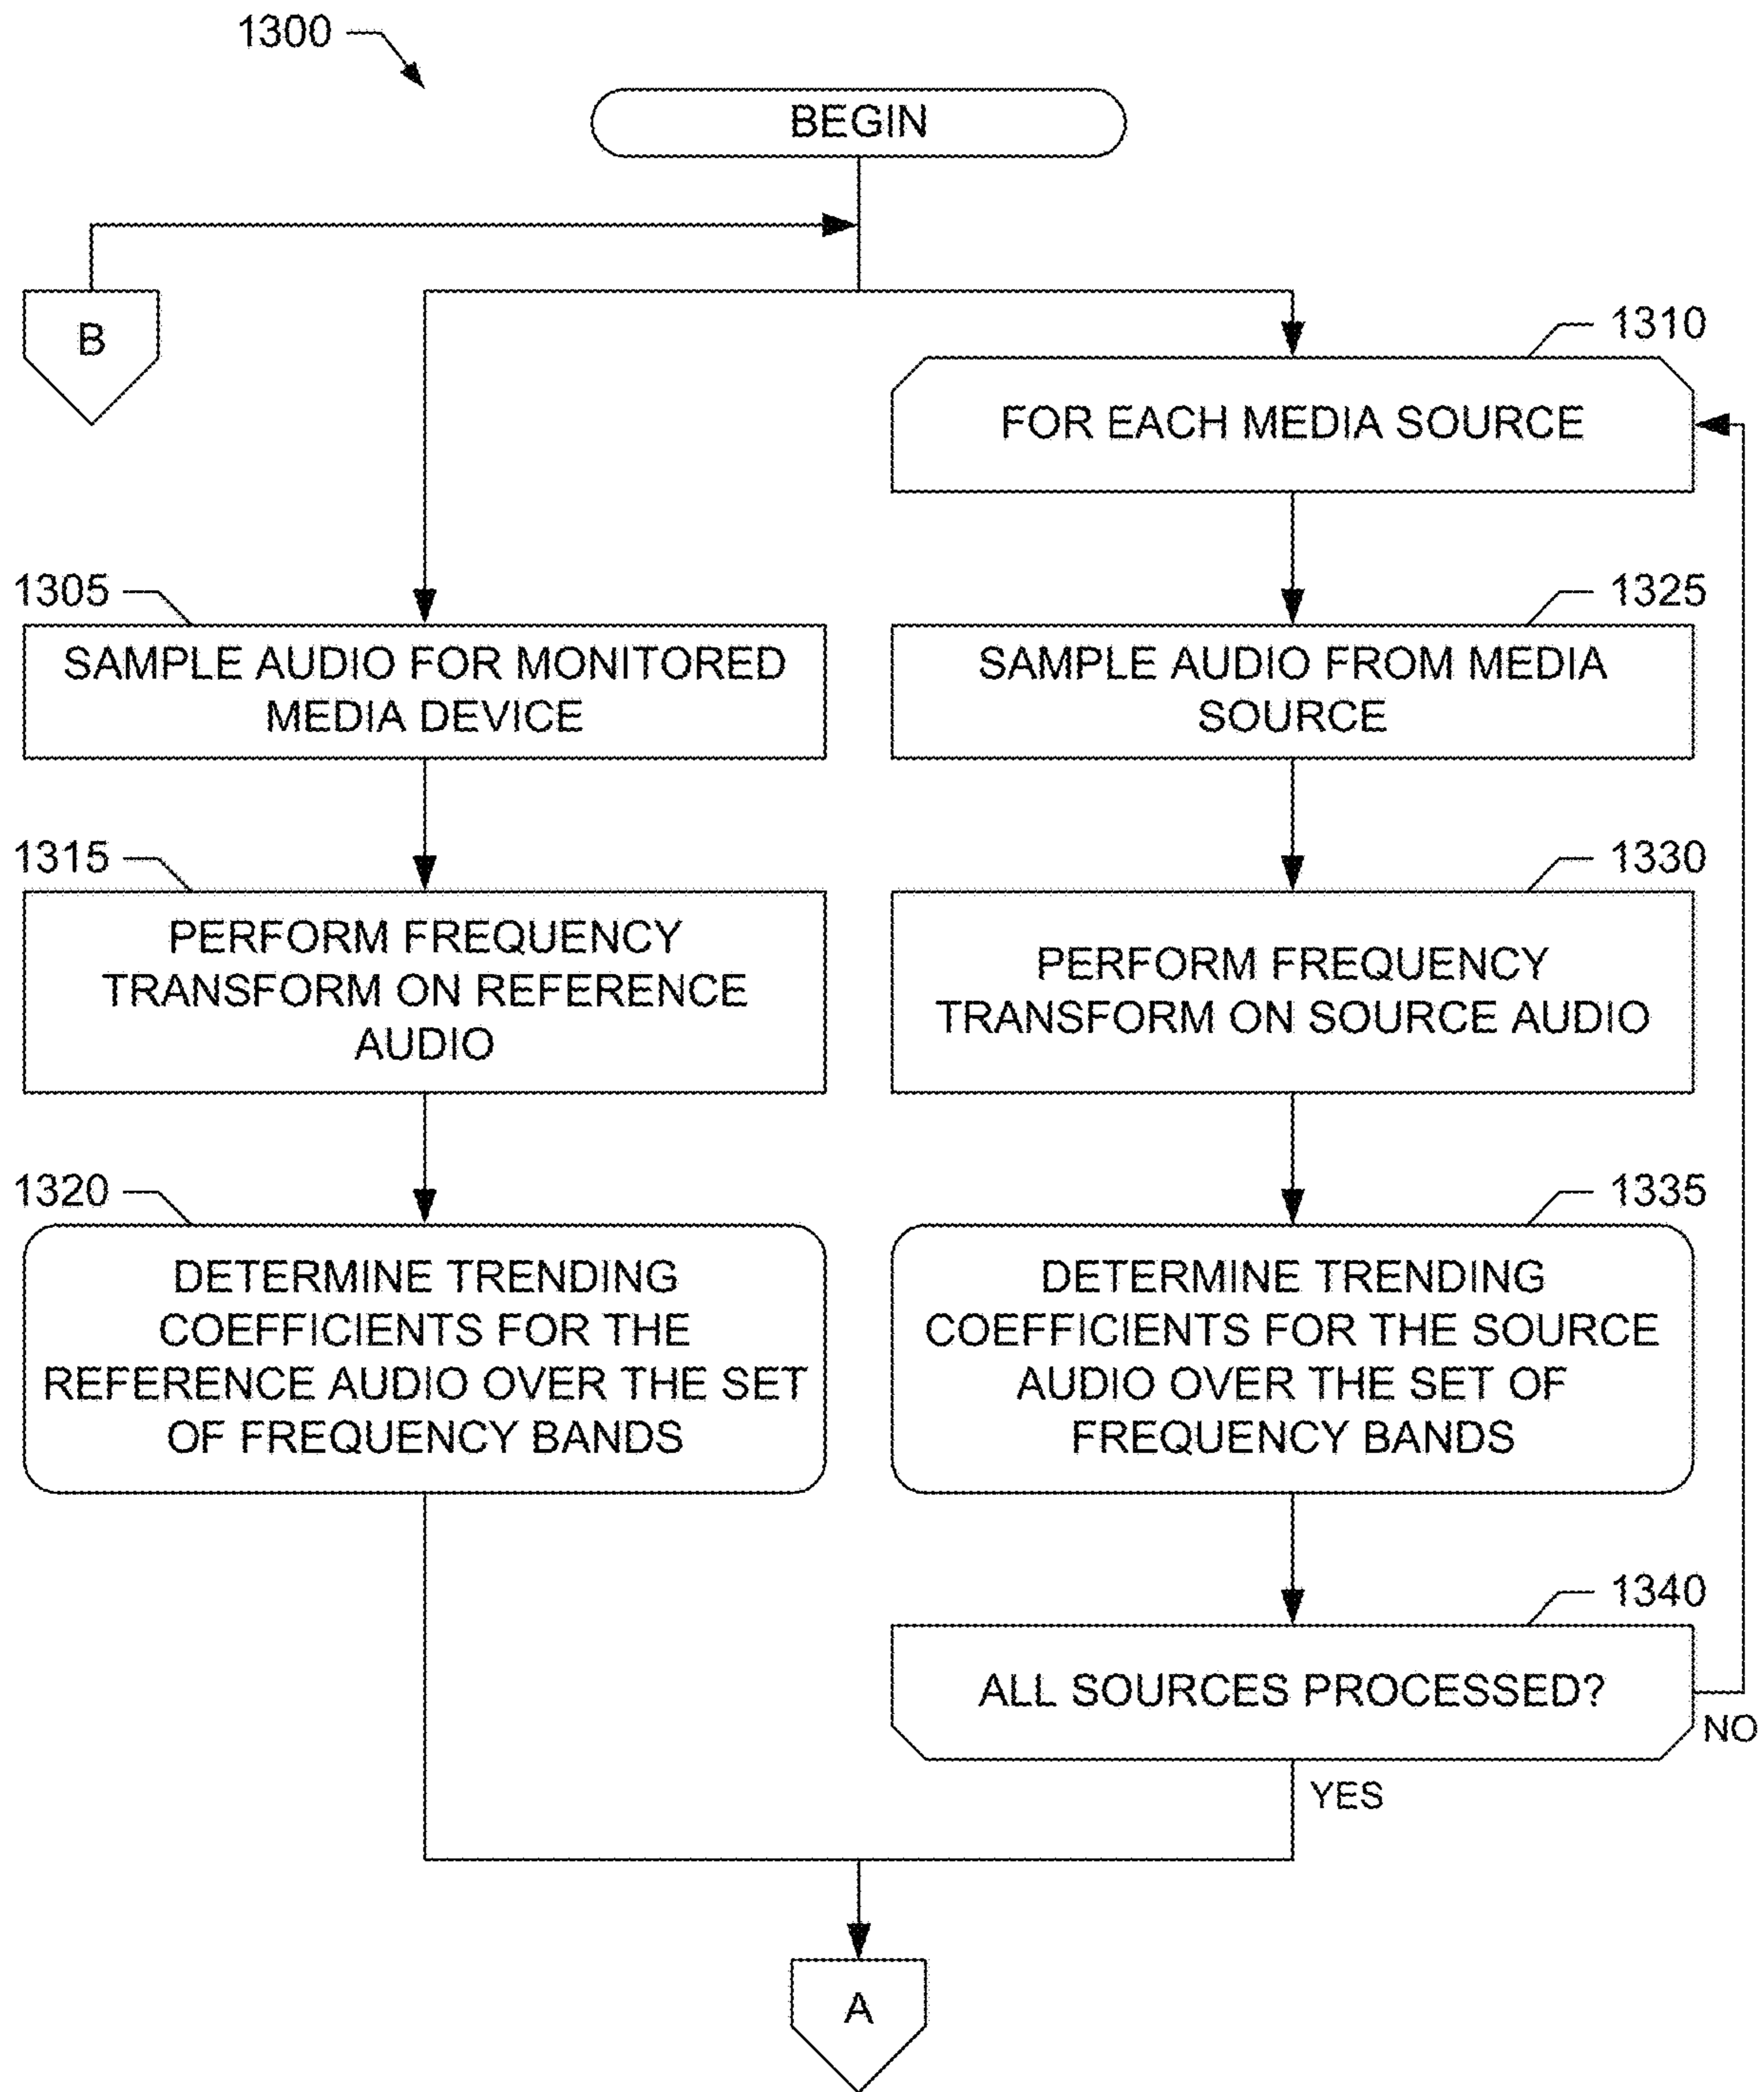 1300
BEGIN
B
1310
FOR EACH MEDIA SOURCE
1305
SAMPLE AUDIO FOR MONITORED
MEDIA DEVICE
1325
SAMPLE AUDIO FROM MEDIA
SOURCE
1315
PERFORM FREQUENCY
TRANSFORM ON REFERENCE
AUDIO
1330
PERFORM FREQUENCY
TRANSFORM ON SOURCE AUDIO
1320
DETERMINE TRENDING
COEFFICIENTS FOR THE
REFERENCE AUDIO OVER THE SET
OF FREQUENCY BANDS
1335
DETERMINE TRENDING
COEFFICIENTS FOR THE SOURCE
AUDIO OVER THE SET OF
FREQUENCY BANDS
1340
ALL SOURCES PROCESSED?
NO
YES
A